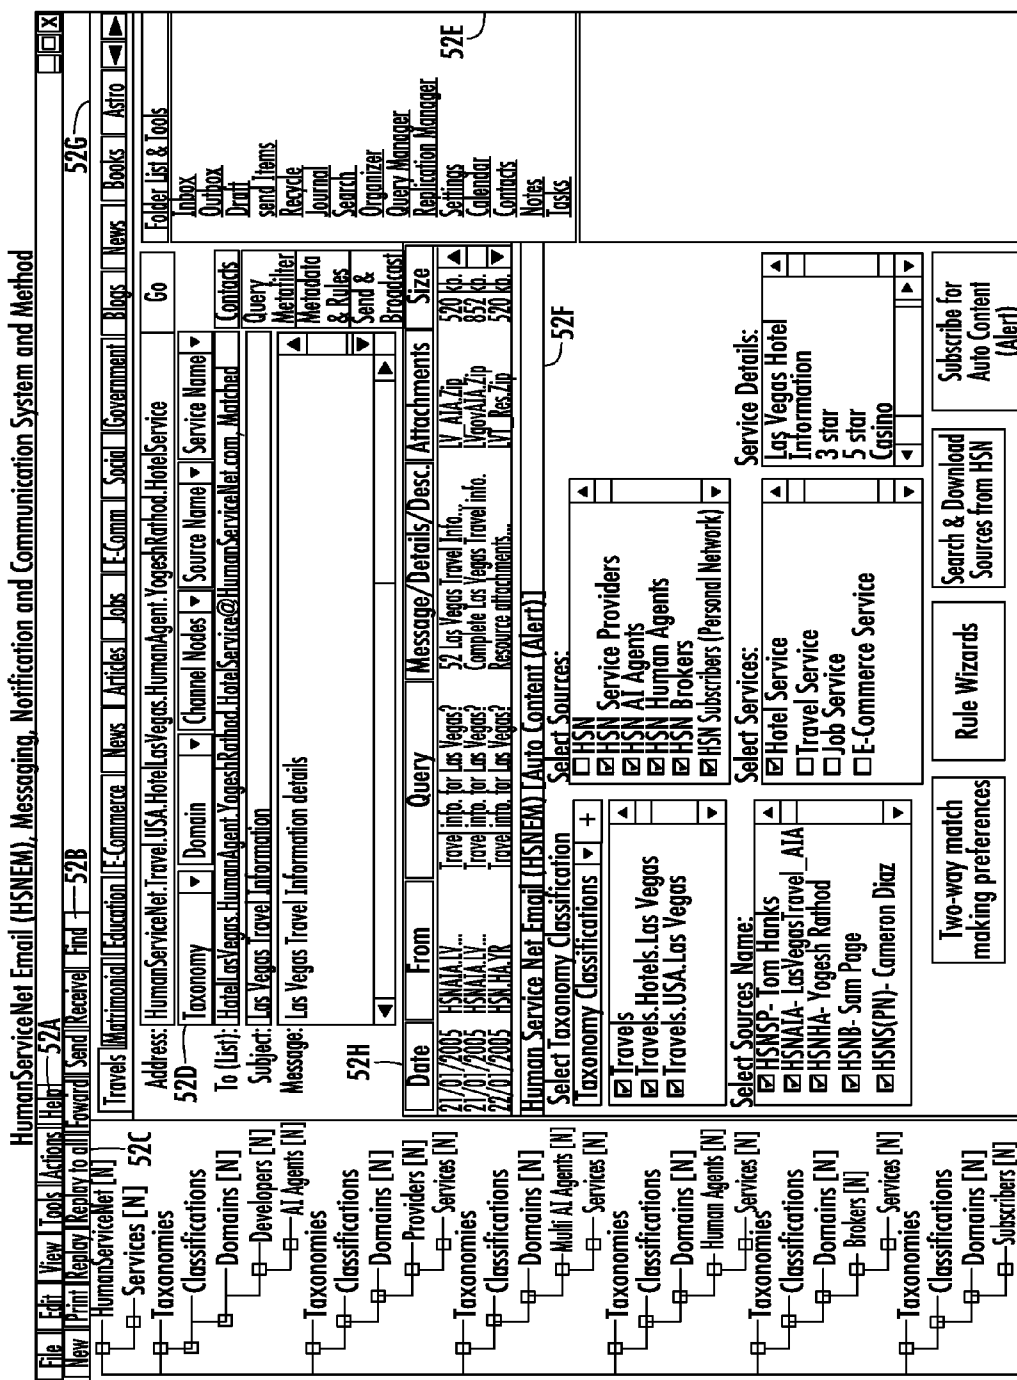 HumanServiceNet Email (HSNEM), Messaging, Notification and Communication System and Method
File Edit View Tools Actions Help 52A
New Print Replay Replay to all Foward Send Receive Find 52B
52G
52C
HumanServiceNet [N]
Services [N]
Taxonomies
Classifications
Domains [N]
Developers [N]
AI Agents [N]
Taxonomies
Classifications
Domains [N]
Providers [N]
Services [N]
Taxonomies
Classifications
Domains [N]
Multi AI Agents [N]
Services [N]
Taxonomies
Classifications
Domains [N]
Human Agents [N]
Services [N]
Taxonomies
Classifications
Domains [N]
Brokers [N]
Services [N]
Taxonomies
Classifications
Domains [N]
Subscribers [N]
Travels Matrimonial Education E-Commerce News Articles Jobs E-Comm Social Government Blogs News Books Astro
Address: HumanServiceNet.Travel.USA.HotelLasVegas.HumanAgent.YogeshRathod.HotelService Go
52D
Taxonomy Domain Channel Nodes Source Name Service Name
To (List): HotelLasVegas.HumanAgent.YogeshRathod.HotelService@HumanServiceNet.com, Matched
Contacts
Subject: Las Vegas Travel Information
Query
Metafilter
Message: Las Vegas Travel Information details
Metadata
& Rules
Send &
Broadcast
52H
Date From Query Message/Details/Desc. Attachments Size
21/01/2005 HSNAIA.LV... Travel info. for Las Vegas? 52 Las Vegas Travel Info... LV_AIA.Zip 520 kb.
21/01/2005 HSNAIA.LV... Travel info. for Las Vegas? Complete Las Vegas Travel info. LVgovAIA.Zip 852 kb.
22/01/2005 HSN.HA.YR Travel info. for Las Vegas? Resource attachments... LVT_Res.Zip 520 kb.
Folder List & Tools
Inbox
Outbox
Draft
send Items
Recycle
Journal
Search
Organizer
Query Manager
Replication Manager
Settings
Calendar
Contacts
Notes
Tasks
52E
52F
Human Service Net Email (HSNEM) [Auto Content (Alert)]
Select Taxonomy Classification
Taxonomy Classifications +
Travels
Travels.Hotels.Las Vegas
Travels.USA.Las Vegas
Select Sources:
HSN
HSN Service Providers
HSN AI Agents
HSN Human Agents
HSN Brokers
HSN Subscribers (Personal Network)
Select Sources Name:
HSNSP- Tom Hanks
HSNATA- LasVegasTravel_AIA
HSNHA- Yogesh Rathod
HSNB- Sam Page
HSNS(PN)- Cameron Diaz
Select Services:
Hotel Service
Travel Service
Job Service
E-Commerce Service
Service Details:
Las Vegas Hotel
Information
3 star
5 star
Casino
Two-way match
making preferences
Rule Wizards
Search & Download
Sources from HSN
Subscribe for
Auto Content
(Alert)